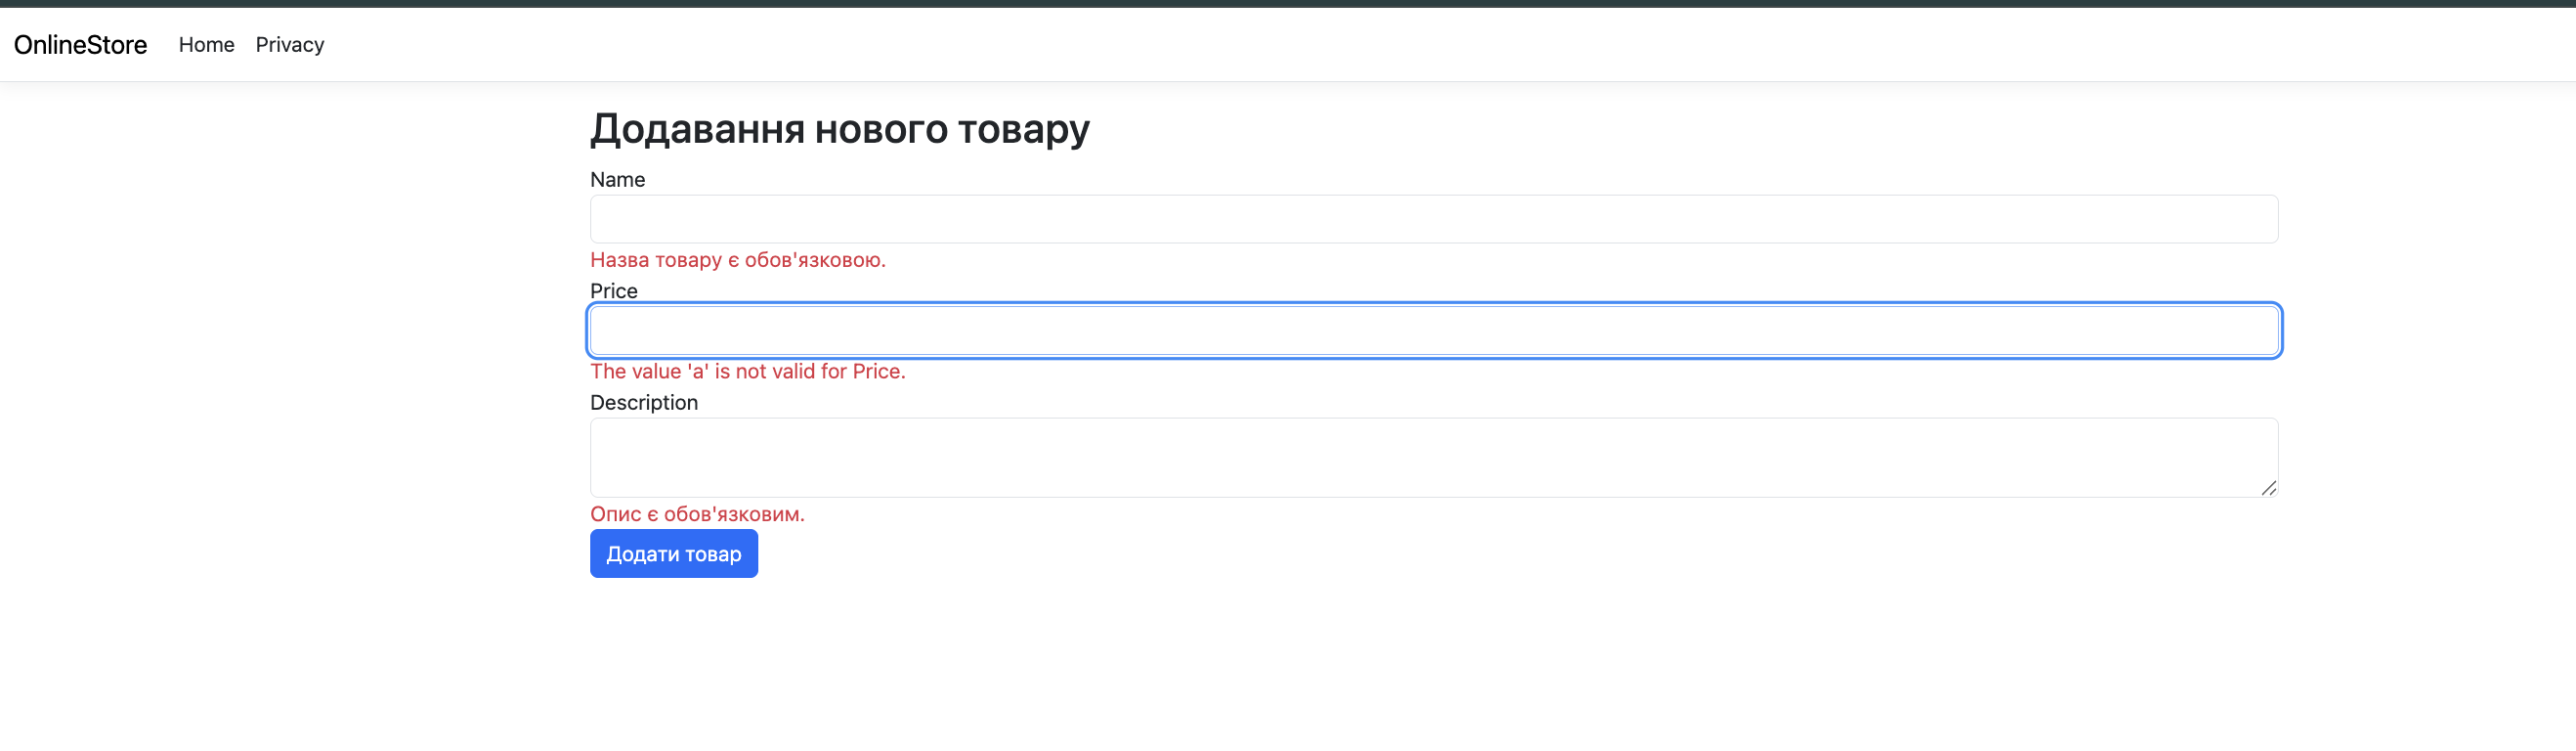 OnlineStore Home Privacy
Додавання нового товару
Name
Назва товару є обов'язковою.
Price
The value 'a' is not valid for Price.
Description
Опис є обов'язковим.
Додати товар